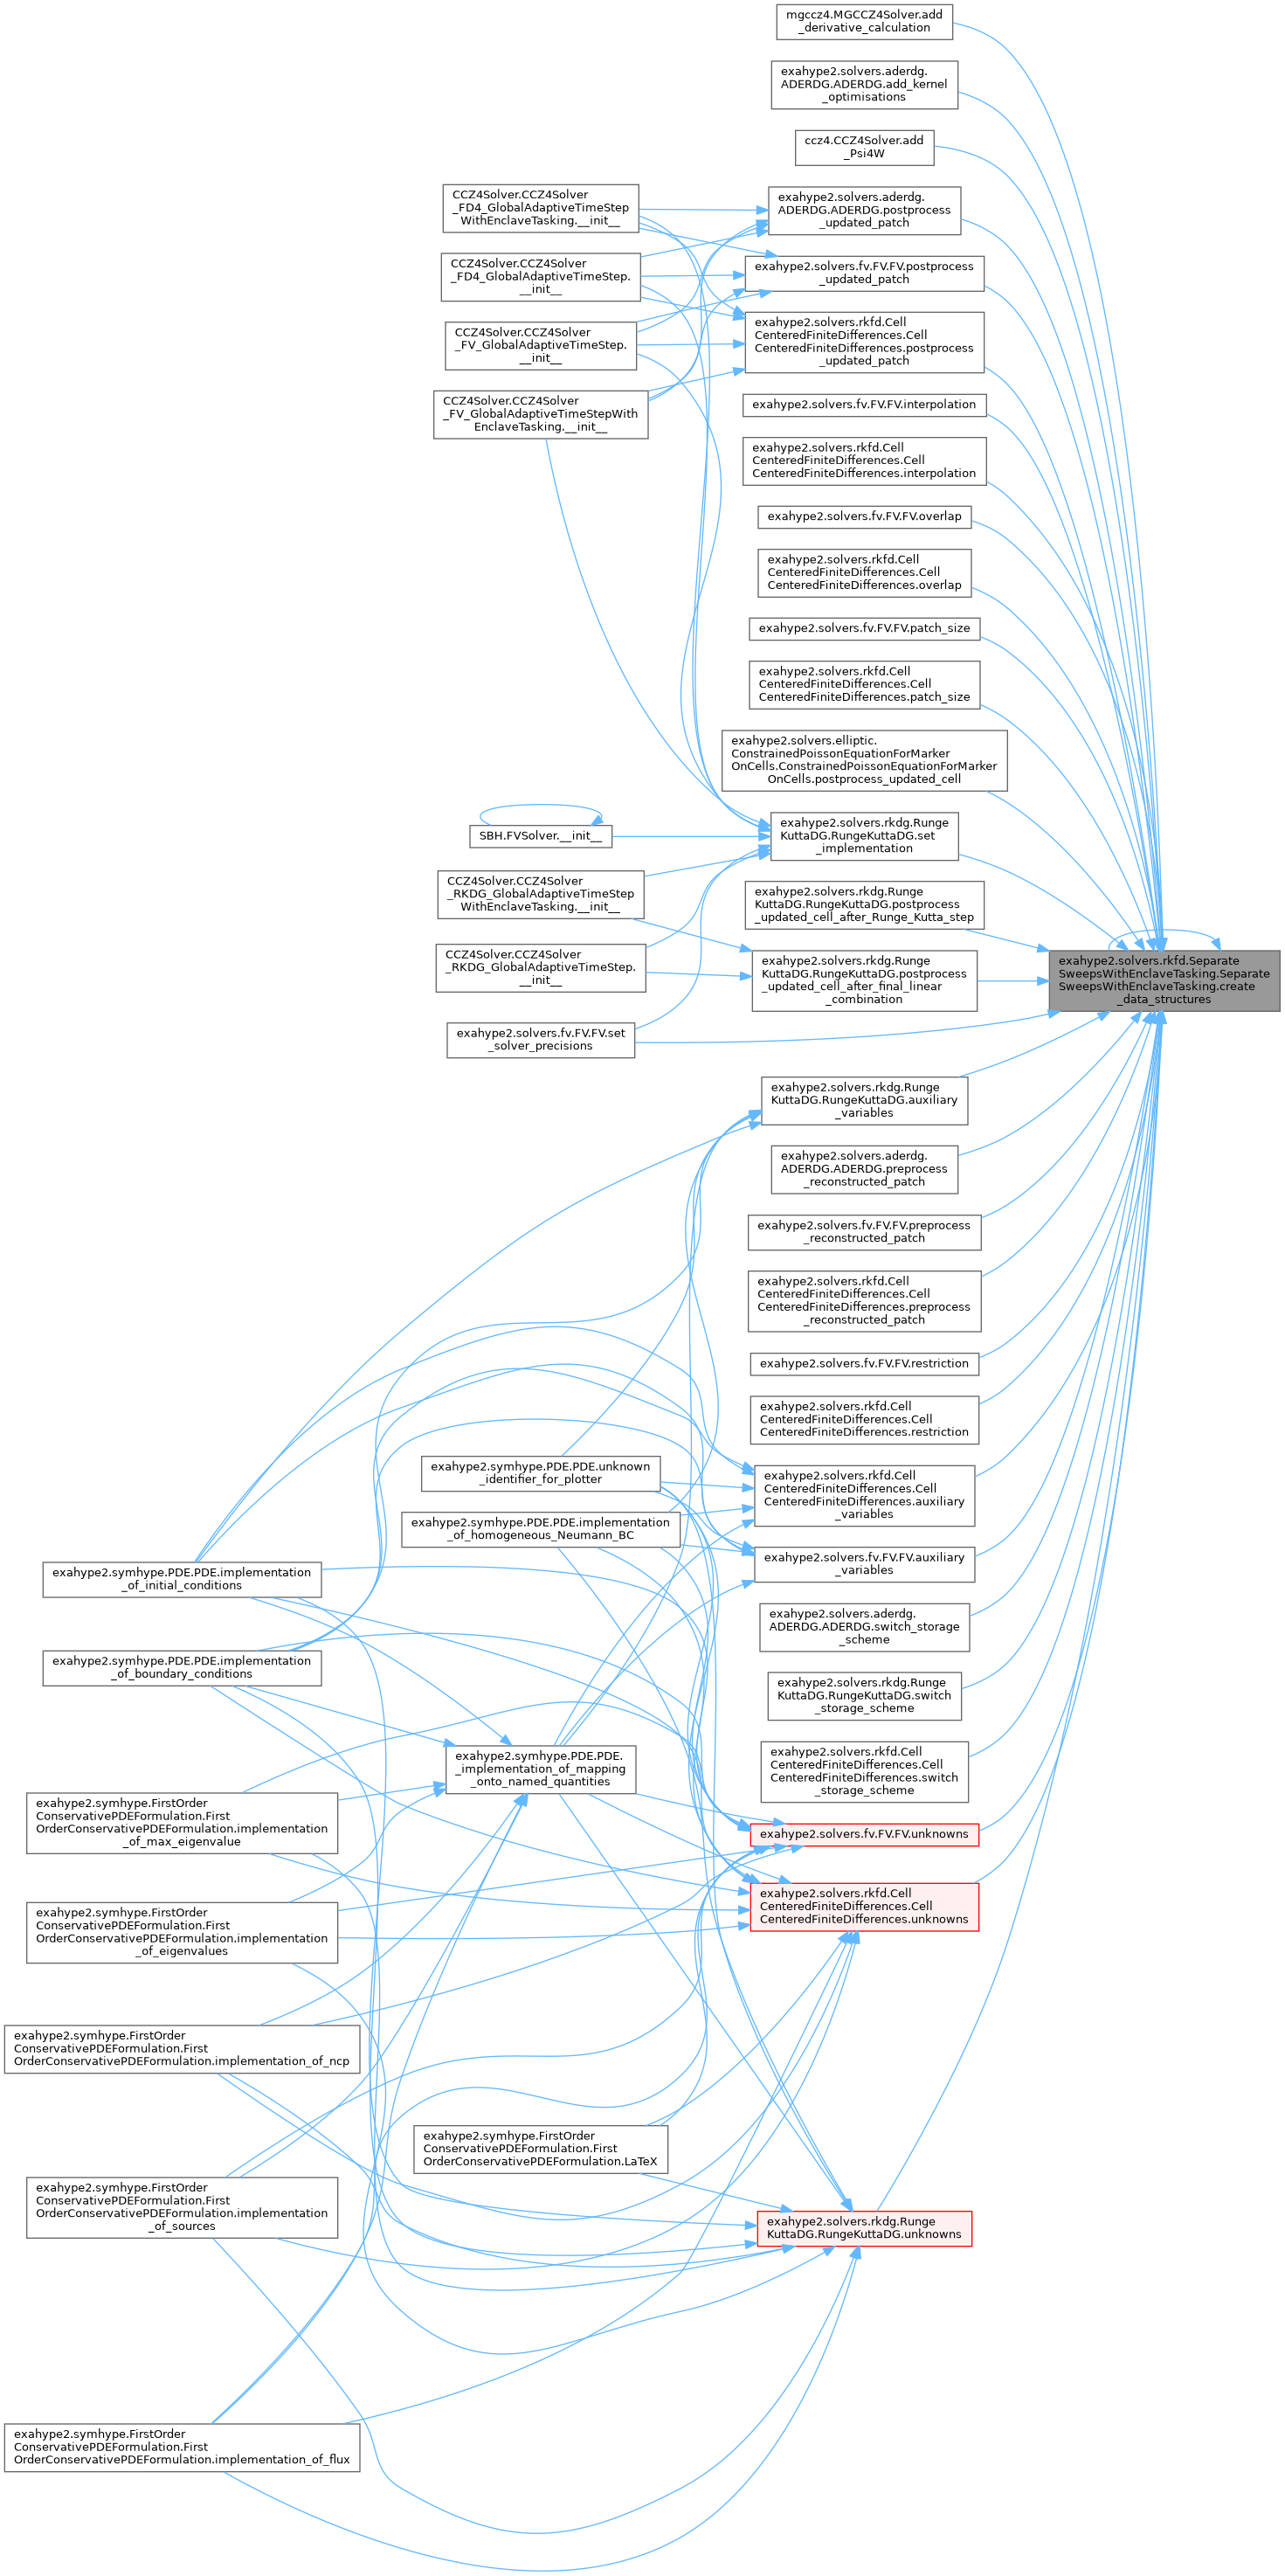 mgccz4.MGCCZ4Solver.add
_derivative_calculation
exahype2.solvers.aderdg.
ADERDG.ADERDG.add_kernel
_optimisations
ccz4.CCZ4Solver.add
_Psi4W
CCZ4Solver.CCZ4Solver
_FD4_GlobalAdaptiveTimeStep
WithEnclaveTasking.__init__
exahype2.solvers.aderdg.
ADERDG.ADERDG.postprocess
_updated_patch
CCZ4Solver.CCZ4Solver
_FD4_GlobalAdaptiveTimeStep.
__init__
exahype2.solvers.fv.FV.FV.postprocess
_updated_patch
CCZ4Solver.CCZ4Solver
_FV_GlobalAdaptiveTimeStep.
__init__
exahype2.solvers.rkfd.Cell
CenteredFiniteDifferences.Cell
CenteredFiniteDifferences.postprocess
_updated_patch
CCZ4Solver.CCZ4Solver
_FV_GlobalAdaptiveTimeStepWith
EnclaveTasking.__init__
exahype2.solvers.fv.FV.FV.interpolation
exahype2.solvers.rkfd.Cell
CenteredFiniteDifferences.Cell
CenteredFiniteDifferences.interpolation
exahype2.solvers.fv.FV.FV.overlap
exahype2.solvers.rkfd.Cell
CenteredFiniteDifferences.Cell
CenteredFiniteDifferences.overlap
exahype2.solvers.fv.FV.FV.patch_size
exahype2.solvers.rkfd.Cell
CenteredFiniteDifferences.Cell
CenteredFiniteDifferences.patch_size
exahype2.solvers.elliptic.
ConstrainedPoissonEquationForMarker
OnCells.ConstrainedPoissonEquationForMarker
OnCells.postprocess_updated_cell
SBH.FVSolver.__init__
exahype2.solvers.rkdg.Runge
KuttaDG.RungeKuttaDG.set
_implementation
CCZ4Solver.CCZ4Solver
_RKDG_GlobalAdaptiveTimeStep
WithEnclaveTasking.__init__
exahype2.solvers.rkdg.Runge
KuttaDG.RungeKuttaDG.postprocess
_updated_cell_after_Runge_Kutta_step
CCZ4Solver.CCZ4Solver
_RKDG_GlobalAdaptiveTimeStep.
__init__
exahype2.solvers.rkdg.Runge
KuttaDG.RungeKuttaDG.postprocess
_updated_cell_after_final_linear
_combination
exahype2.solvers.rkfd.Separate
SweepsWithEnclaveTasking.Separate
SweepsWithEnclaveTasking.create
_data_structures
exahype2.solvers.fv.FV.FV.set
_solver_precisions
exahype2.solvers.rkdg.Runge
KuttaDG.RungeKuttaDG.auxiliary
_variables
exahype2.solvers.aderdg.
ADERDG.ADERDG.preprocess
_reconstructed_patch
exahype2.solvers.fv.FV.FV.preprocess
_reconstructed_patch
exahype2.solvers.rkfd.Cell
CenteredFiniteDifferences.Cell
CenteredFiniteDifferences.preprocess
_reconstructed_patch
exahype2.solvers.fv.FV.FV.restriction
exahype2.solvers.rkfd.Cell
CenteredFiniteDifferences.Cell
CenteredFiniteDifferences.restriction
exahype2.symhype.PDE.PDE.unknown
_identifier_for_plotter
exahype2.solvers.rkfd.Cell
CenteredFiniteDifferences.Cell
CenteredFiniteDifferences.auxiliary
_variables
exahype2.symhype.PDE.PDE.implementation
_of_homogeneous_Neumann_BC
exahype2.solvers.fv.FV.FV.auxiliary
_variables
exahype2.symhype.PDE.PDE.implementation
_of_initial_conditions
exahype2.solvers.aderdg.
ADERDG.ADERDG.switch_storage
_scheme
exahype2.symhype.PDE.PDE.implementation
_of_boundary_conditions
exahype2.solvers.rkdg.Runge
KuttaDG.RungeKuttaDG.switch
_storage_scheme
exahype2.symhype.PDE.PDE.
_implementation_of_mapping
_onto_named_quantities
exahype2.solvers.rkfd.Cell
CenteredFiniteDifferences.Cell
CenteredFiniteDifferences.switch
_storage_scheme
exahype2.symhype.FirstOrder
ConservativePDEFormulation.First
OrderConservativePDEFormulation.implementation
_of_max_eigenvalue
exahype2.solvers.fv.FV.FV.unknowns
exahype2.solvers.rkfd.Cell
CenteredFiniteDifferences.Cell
CenteredFiniteDifferences.unknowns
exahype2.symhype.FirstOrder
ConservativePDEFormulation.First
OrderConservativePDEFormulation.implementation
_of_eigenvalues
exahype2.symhype.FirstOrder
ConservativePDEFormulation.First
OrderConservativePDEFormulation.implementation_of_ncp
exahype2.symhype.FirstOrder
ConservativePDEFormulation.First
OrderConservativePDEFormulation.LaTeX
exahype2.symhype.FirstOrder
ConservativePDEFormulation.First
OrderConservativePDEFormulation.implementation
_of_sources
exahype2.solvers.rkdg.Runge
KuttaDG.RungeKuttaDG.unknowns
exahype2.symhype.FirstOrder
ConservativePDEFormulation.First
OrderConservativePDEFormulation.implementation_of_flux